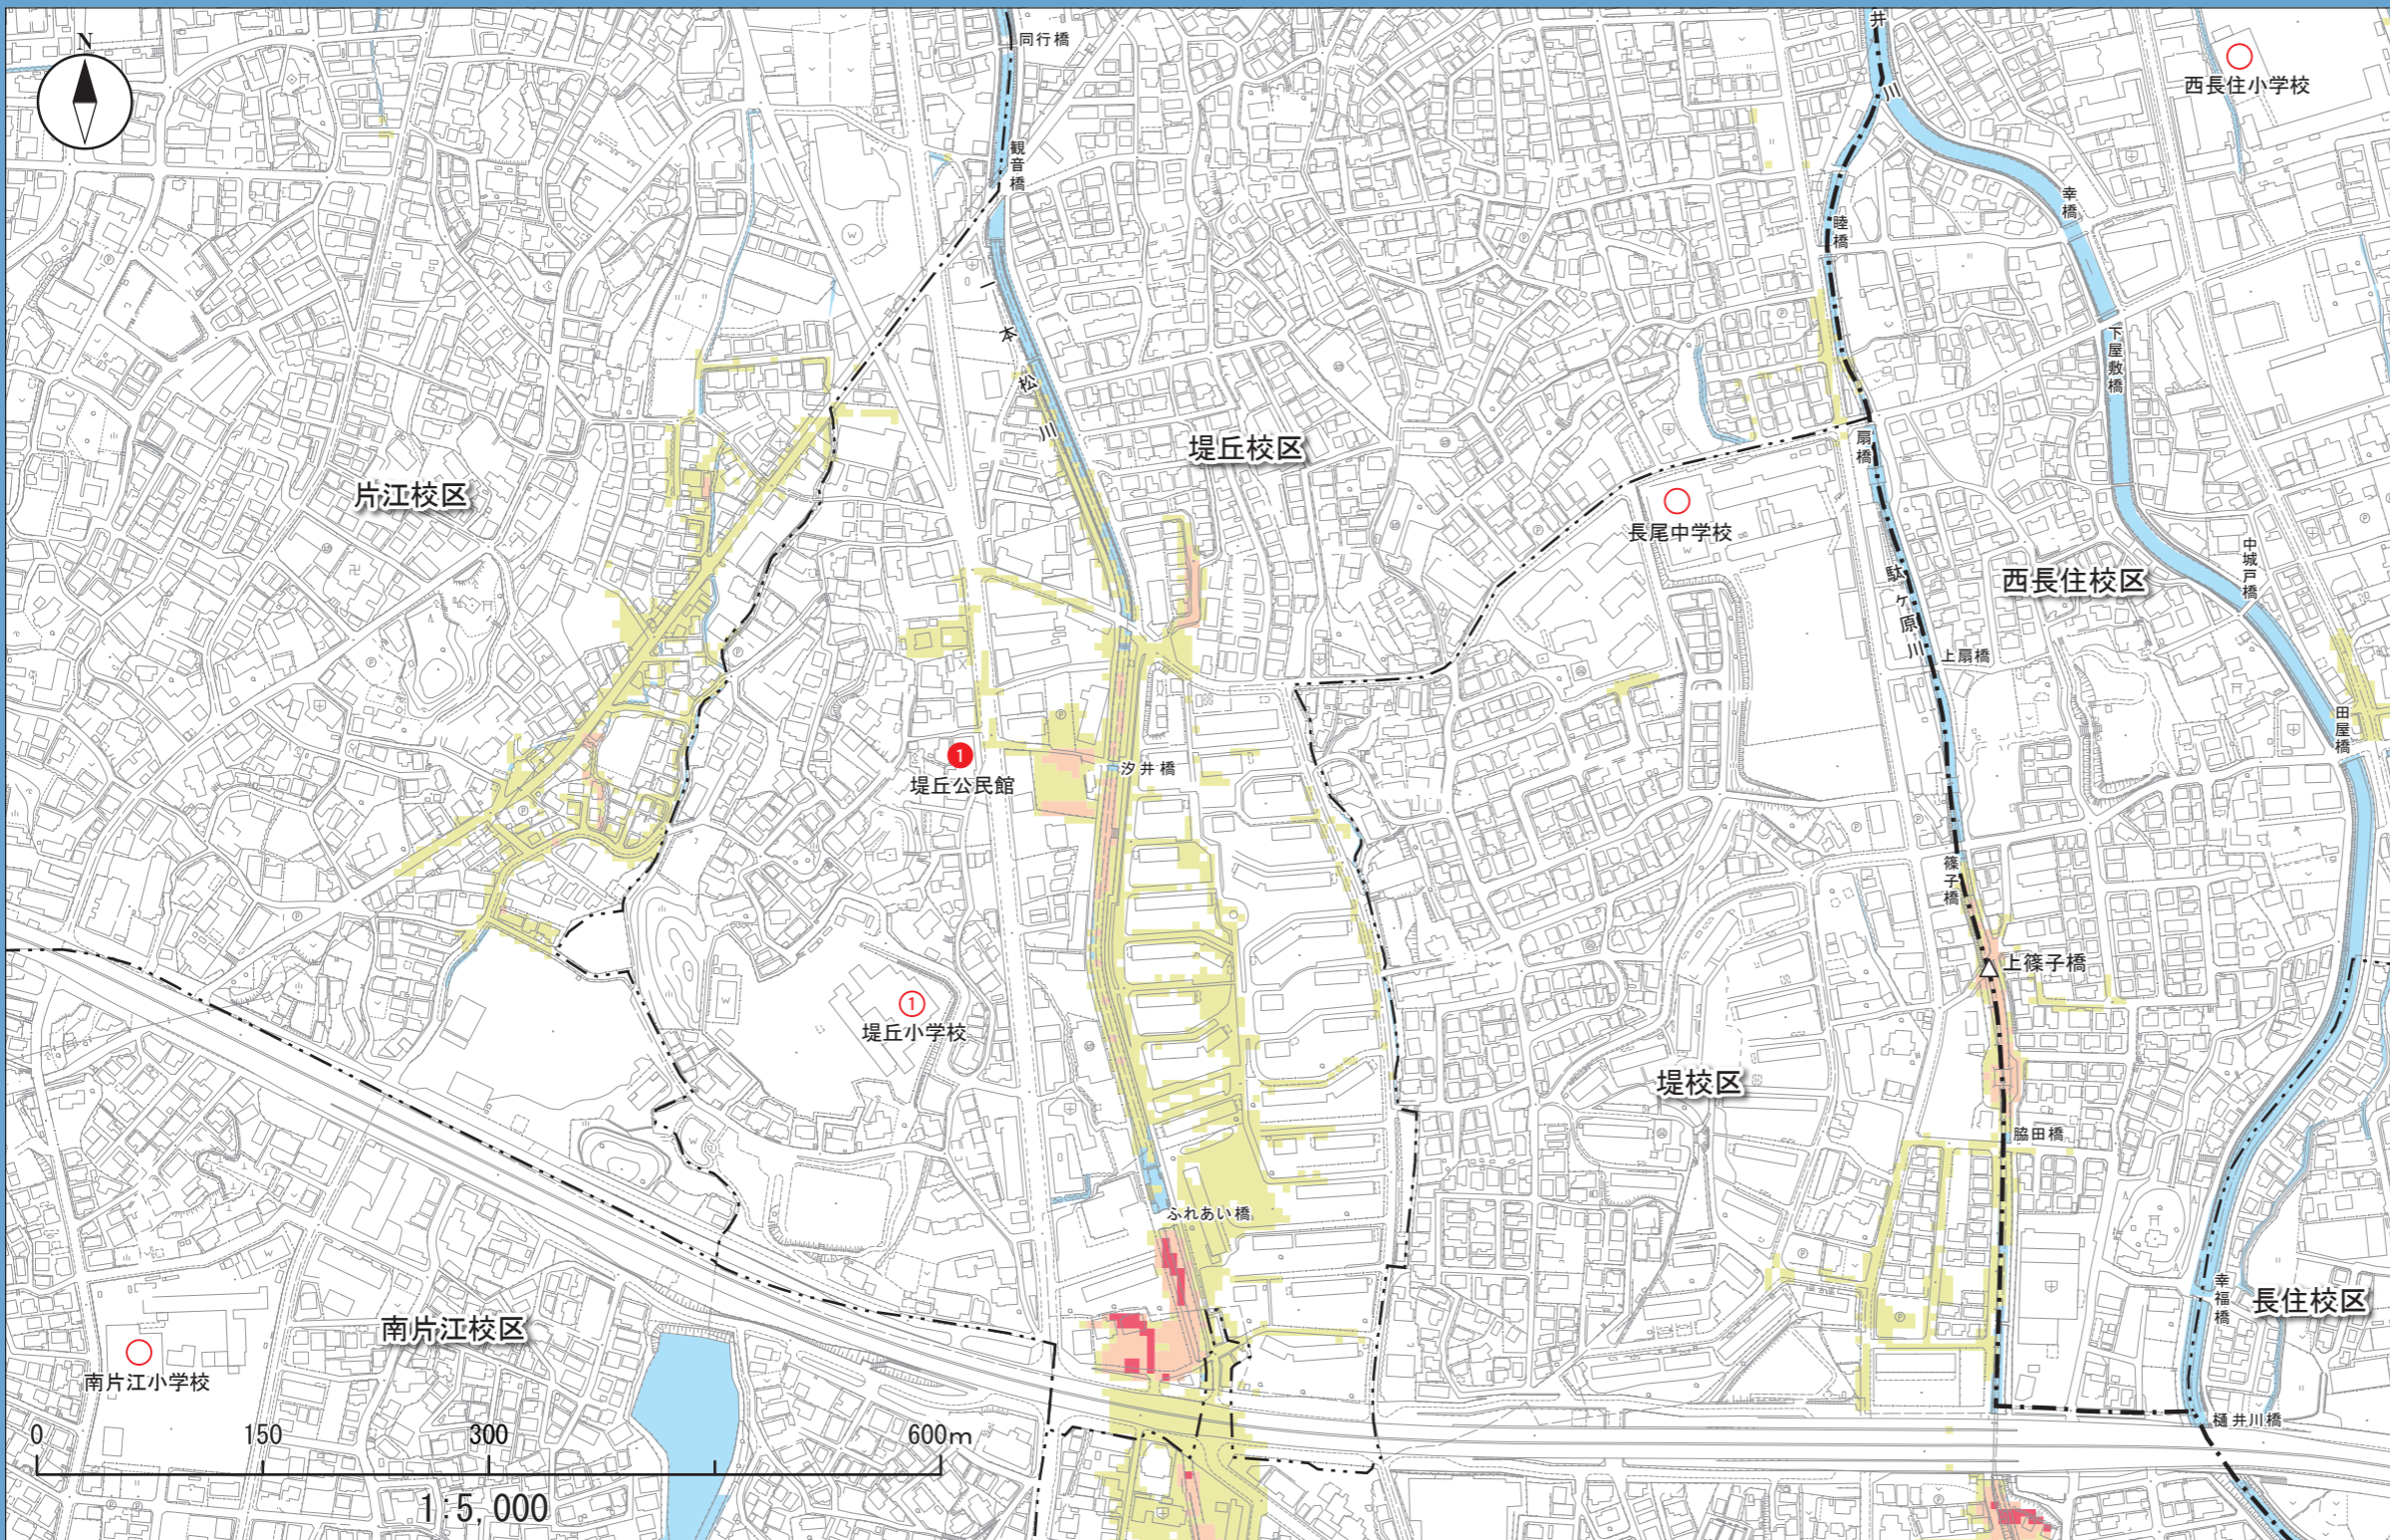 N
同行橋
井
川
西長住小学校
観音橋
幸橋
睦橋
一本松川
下屋敷橋
堤丘校区
扇橋
片江校区
長尾中学校
中城戸橋
駄ヶ原川
西長住校区
上扇橋
田屋橋
1
堤丘公民館
汐井橋
篠子橋
上篠子橋
1
堤丘小学校
堤校区
脇田橋
ふれあい橋
幸福橋
長住校区
南片江校区
南片江小学校
樋井川橋
0 150 300 600m
1:5,000